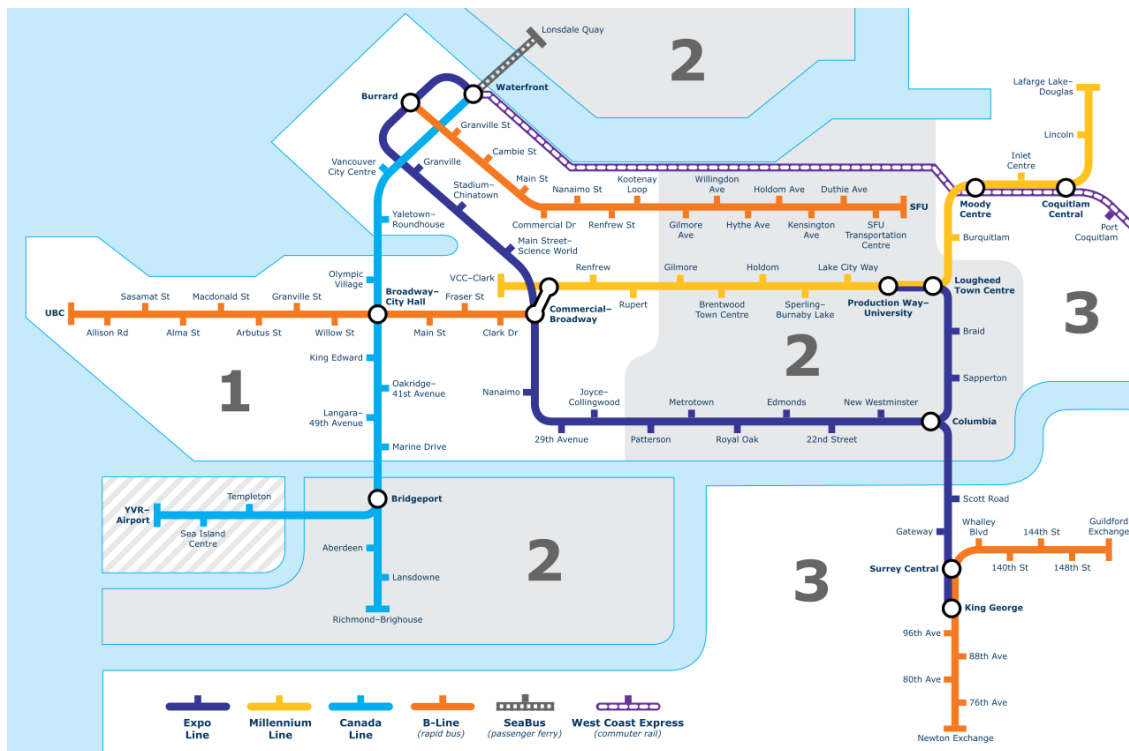 Lonsdale Quay
2
Lafarge Lake–
Douglas
Burrard
Waterfront
Granville St
Lincoln
Cambie St
Inlet
Centre
Vancouver
City Centre
Granville
Main St
Nanaimo St
Kootenay
Loop
Willingdon
Ave
Holdom Ave
Duthie Ave
Stadium–
Chinatown
SFU
Moody
Centre
Coquitlam
Central
Yaletown–
Roundhouse
Commercial Dr
Renfrew St
Gilmore
Ave
Hythe Ave
Kensington
Ave
SFU
Transportation
Centre
Port
Coquitlam
Main Street–
Science World
Burquitlam
VCC–Clark
Renfrew
Gilmore
Holdom
Lake City Way
Olympic
Village
Broadway–
City Hall
Lougheed
Town Centre
Sasamat St
Macdonald St
Granville St
Fraser St
Rupert
Brentwood
Town Centre
Sperling–
Burnaby Lake
Production Way–
University
UBC
Commercial–
Broadway
3
Allison Rd
Alma St
Arbutus St
Willow St
Main St
Clark Dr
Braid
2
King Edward
1
Oakridge–
41st Avenue
Nanaimo
Joyce–
Collingwood
Metrotown
Edmonds
New Westminster
Sapperton
Langara–
49th Avenue
Columbia
29th Avenue
Patterson
Royal Oak
22nd Street
Marine Drive
Templeton
Bridgeport
Scott Road
YVR–
Airport
Sea Island
Centre
Gateway
Whalley
Blvd
144th St
Guildford
Exchange
Aberdeen
2
Surrey Central
140th St
148th St
Lansdowne
3
King George
Richmond–Brighouse
96th Ave
88th Ave
80th Ave
76th Ave
Newton Exchange
Expo
Line
Millennium
Line
Canada
Line
B-Line
(rapid bus)
SeaBus
(passenger ferry)
West Coast Express
(commuter rail)